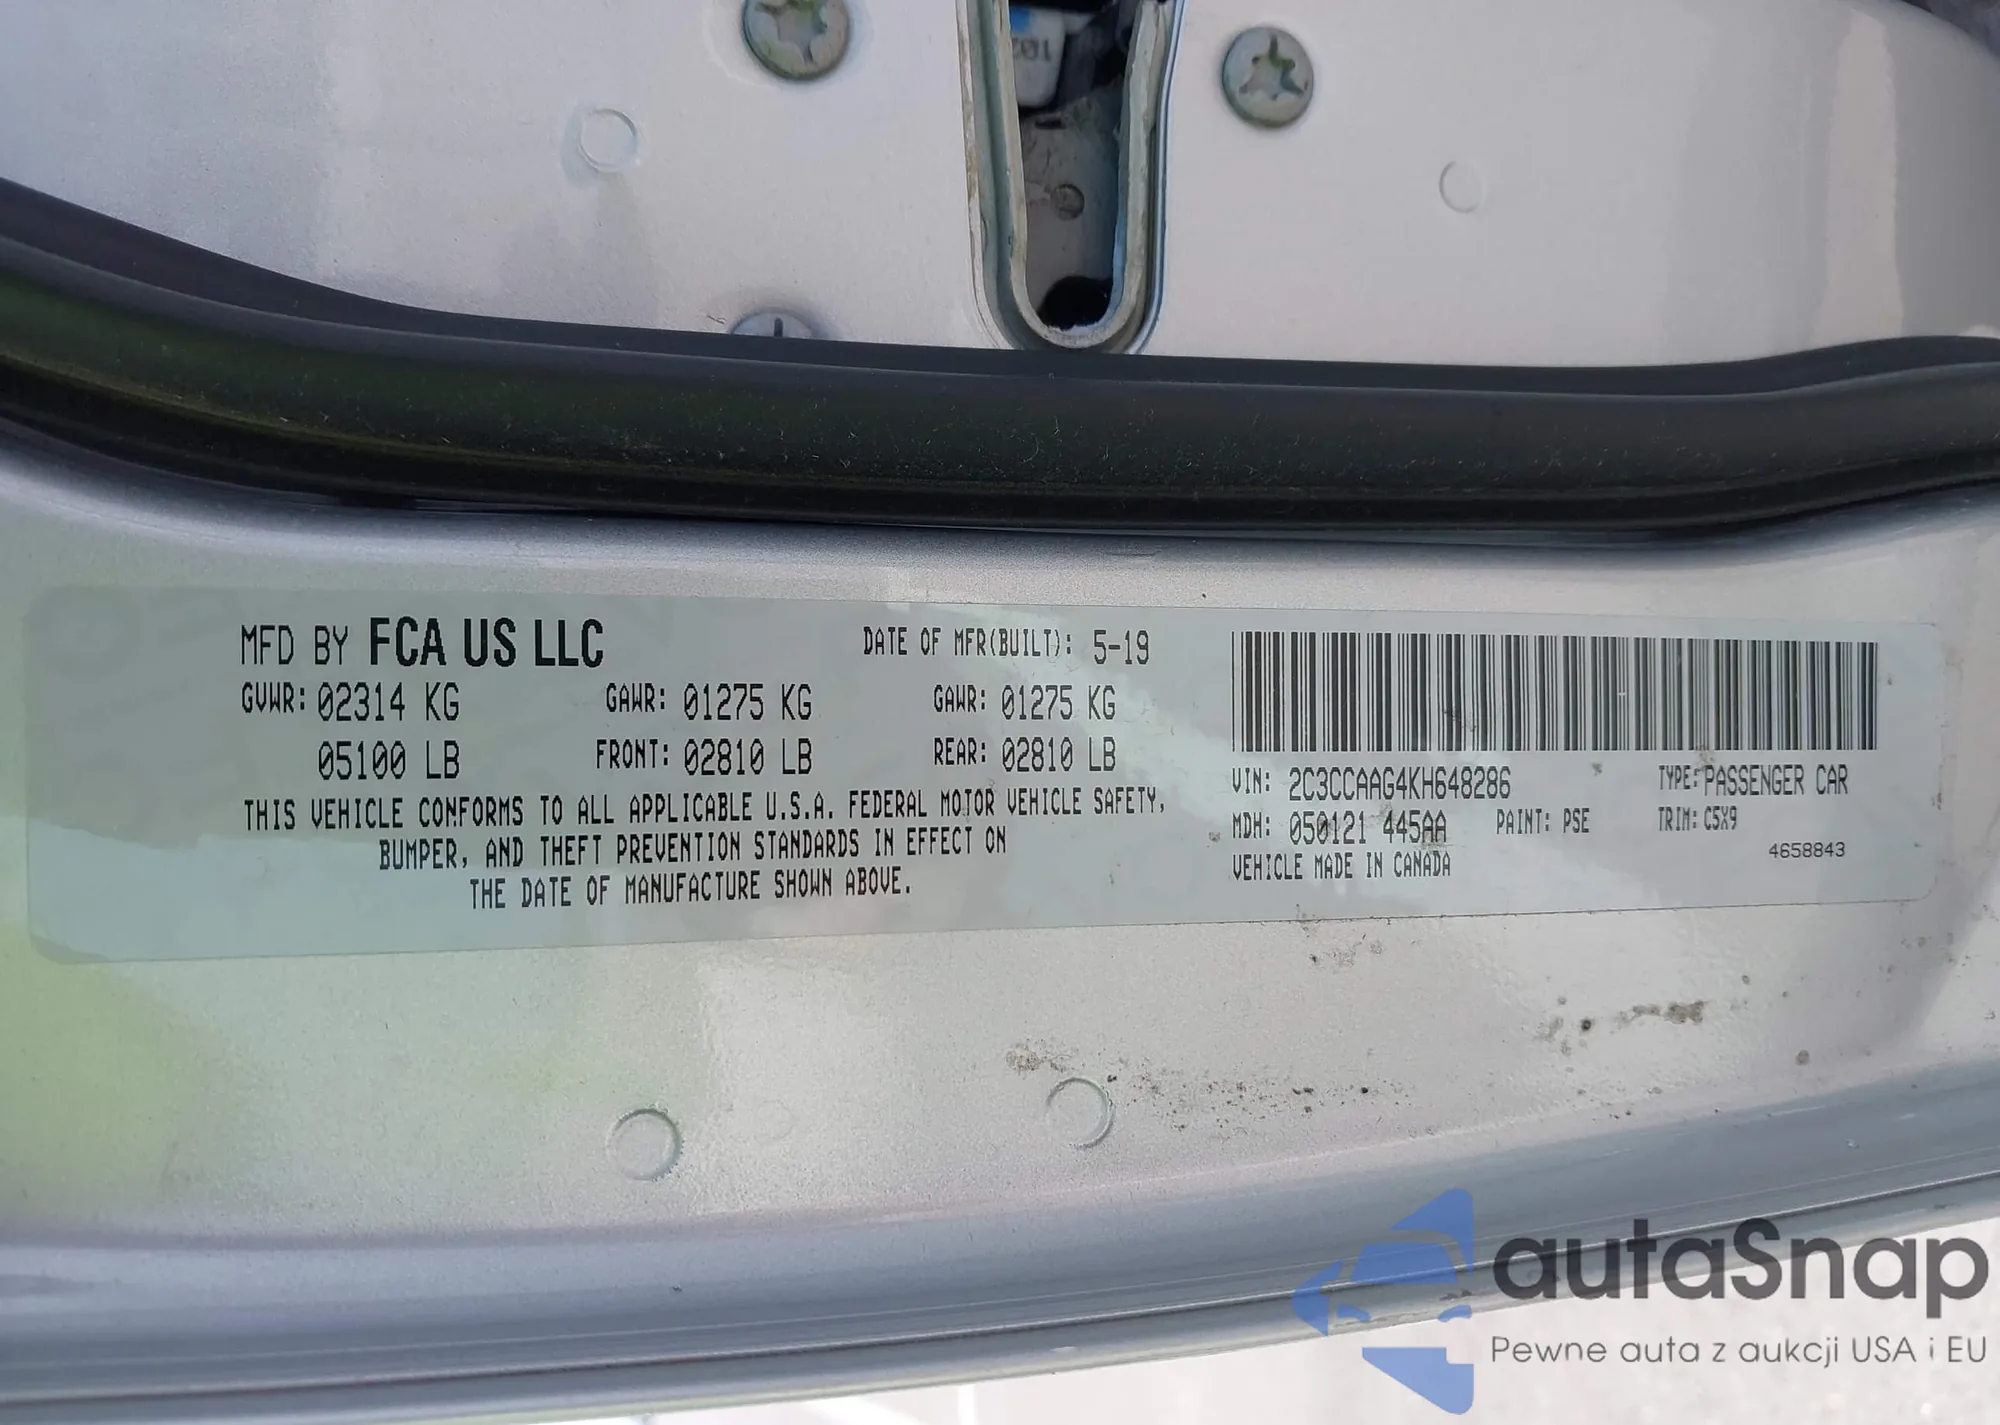 MFD BY FCA US LLC DATE OF MFR(BUILT): 5-19
GVWR: 02314 KG GAWR: 01275 KG GAWR: 01275 KG
05100 LB FRONT: 02810 LB REAR: 02810 LB
THIS VEHICLE CONFORMS TO ALL APPLICABLE U.S.A. FEDERAL MOTOR VEHICLE SAFETY,
BUMPER, AND THEFT PREVENTION STANDARDS IN EFFECT ON
THE DATE OF MANUFACTURE SHOWN ABOVE.
VIN: 2C3CCAAG4KH648286 TYPE: PASSENGER CAR
MDH: 050121 445AA PAINT: PSE TRIM: C5X9
VEHICLE MADE IN CANADA 4658843
autaSnap
Pewne auta z aukcji USA i EU